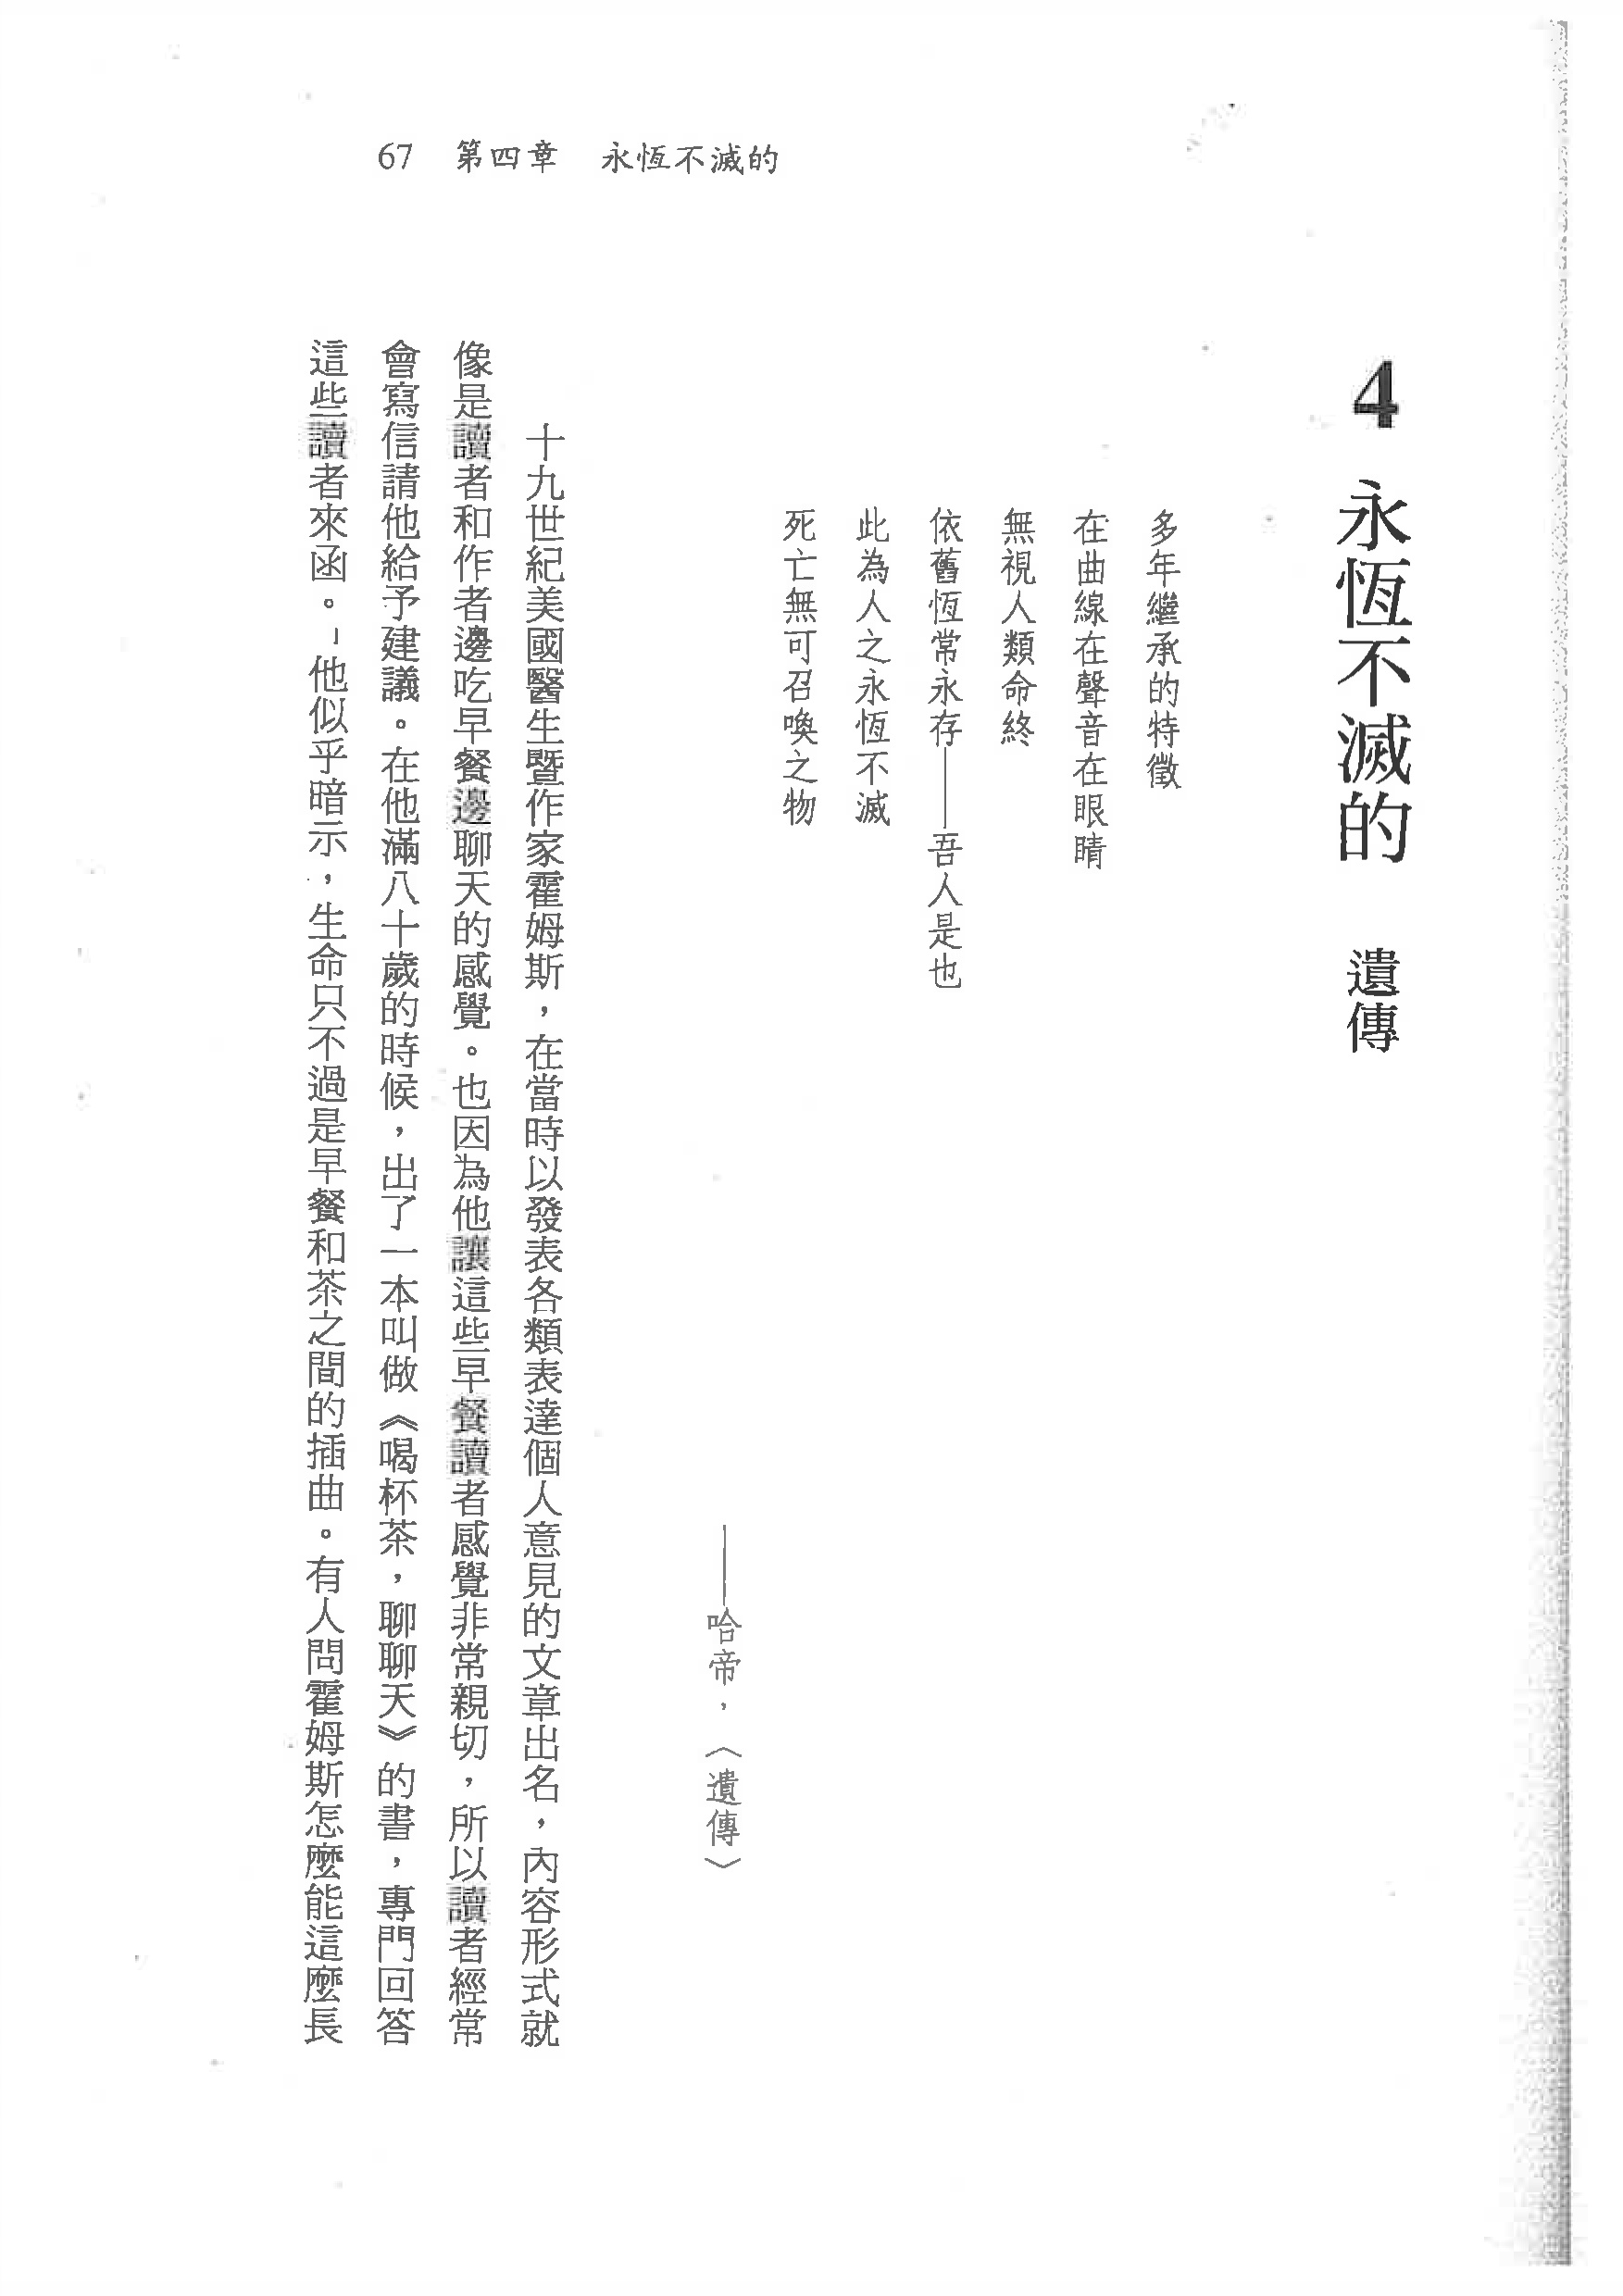 67 第四章 永恆不滅的
4 永恆不滅的 遺傳
多年繼承的特徵
在曲線在聲音在眼睛
無視人類命終
依舊恆常永存——吾人是也
此為人之永恆不滅
死亡無可召喚之物
——哈帝，〈遺傳〉
十九世紀美國醫生暨作家霍姆斯，在當時以發表各類表達個人意見的文章出名，內容形式就
像是讀者和作者邊吃早餐邊聊天的感覺。也因為他讓這些早餐讀者感覺非常親切，所以讀者經常
會寫信請他給予建議。在他滿八十歲的時候，出了一本叫做《喝杯茶，聊聊天》的書，專門回答
這些讀者來函。他似乎暗示，生命只不過是早餐和茶之間的插曲。有人問霍姆斯怎麼能這麼長